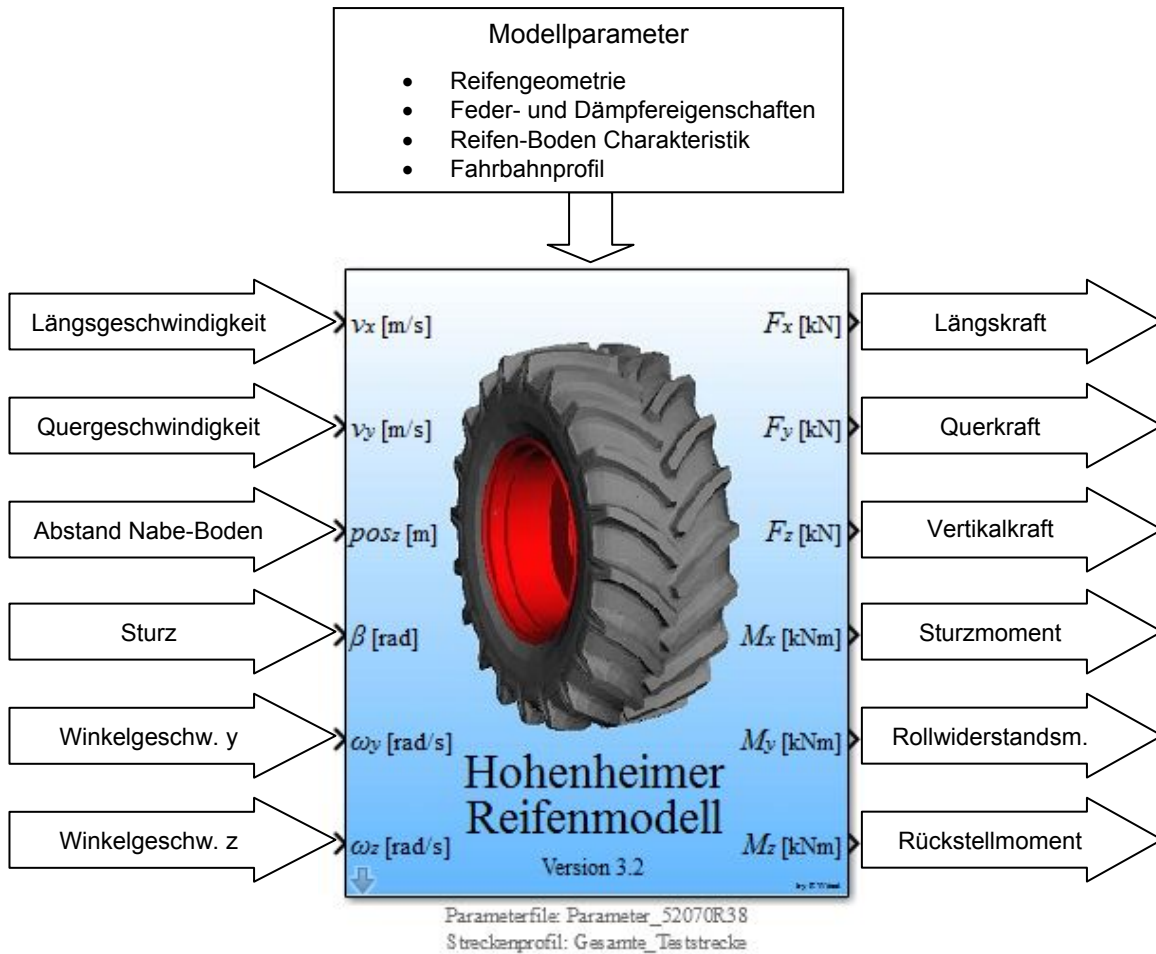 Modellparameter
• Reifengeometrie
• Feder- und Dämpfereigenschaften
• Reifen-Boden Charakteristik
• Fahrbahnprofil
Längsgeschwindigkeit
vx [m/s]
Fx [kN]
Längskraft
Quergeschwindigkeit
vy [m/s]
Fy [kN]
Querkraft
Abstand Nabe-Boden
posz [m]
Fz [kN]
Vertikalkraft
Sturz
β [rad]
Mx [kNm]
Sturzmoment
Winkelgeschw. y
ωy [rad/s]
My [kNm]
Rollwiderstandsm.
Winkelgeschw. z
ωz [rad/s]
Mz [kNm]
Rückstellmoment
Hohenheimer
Reifenmodell
Version 3.2
Parameterfile: Parameter_52070R38
Streckenprofil: Gesamte_Teststrecke